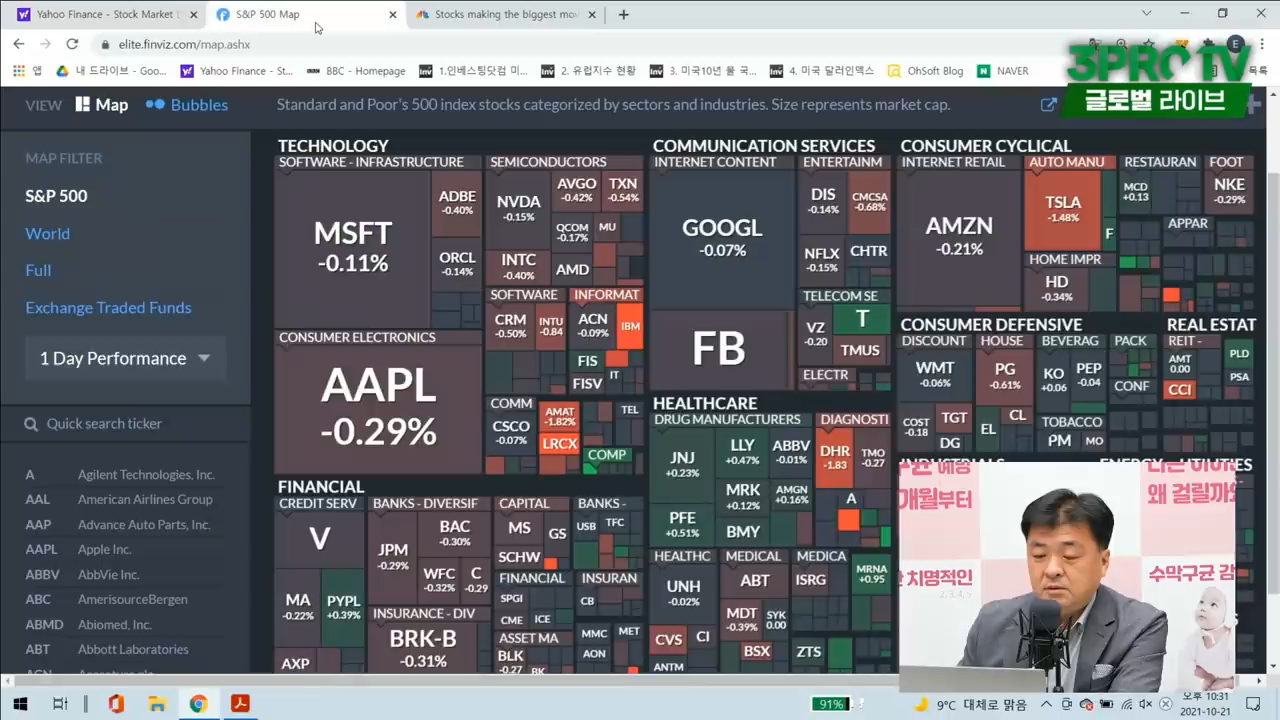 Yahoo Finance - Stock Market L
S&P 500 Map
Stocks making the biggest mo
elite.finviz.com/map.ashx
앱
내 드라이브 - Goo...
Yahoo Finance - St...
BBC - Homepage
1.인베스팅닷컴 미...
2. 유럽지수 현황
3. 미국10년 물 국...
4. 미국 달러인덱스
OhSoft Blog
NAVER
목록
3PROTV
글로벌 라이브
VIEW
Map
Bubbles
Standard and Poor's 500 index stocks categorized by sectors and industries. Size represents market cap.
MAP FILTER
S&P 500
World
Full
Exchange Traded Funds
1 Day Performance
Quick search ticker
A Agilent Technologies, Inc.
AAL American Airlines Group
AAP Advance Auto Parts, Inc.
AAPL Apple Inc.
ABBV AbbVie Inc.
ABC AmerisourceBergen
ABMD Abiomed, Inc.
ABT Abbott Laboratories
TECHNOLOGY
SOFTWARE - INFRASTRUCTURE
MSFT
-0.11%
ADBE
-0.40%
ORCL
-0.14%
SEMICONDUCTORS
NVDA
-0.15%
AVGO
-0.42%
TXN
-0.54%
QCOM
-0.17%
MU
INTC
-0.40%
AMD
CONSUMER ELECTRONICS
AAPL
-0.29%
SOFTWARE
CRM
-0.50%
INTU
-0.84
INFORMAT
ACN
-0.09%
IBM
FIS
FISV
IT
COMM
CSCO
-0.07%
AMAT
-1.82%
LRCX
TEL
COMP
COMMUNICATION SERVICES
INTERNET CONTENT
GOOGL
-0.07%
FB
ENTERTAINM
DIS
-0.14%
CMCSA
-0.68%
NFLX
-0.15%
CHTR
TELECOM SE
VZ
-0.20
T
TMUS
ELECTR
CONSUMER CYCLICAL
INTERNET RETAIL
AMZN
-0.21%
AUTO MANU
TSLA
-1.48%
F
RESTAURAN
MCD
+0.13
FOOT
NKE
-0.29%
APPAR
HOME IMPR
HD
-0.34%
CONSUMER DEFENSIVE
DISCOUNT
WMT
-0.06%
COST
-0.18
TGT
DG
HOUSE
PG
-0.61%
EL
CL
BEVERAG
KO
+0.06
PEP
-0.04
PACK
CONF
TOBACCO
PM
MO
REAL ESTAT
REIT -
AMT
0.00
CCI
PLD
PSA
FINANCIAL
CREDIT SERV
V
MA
-0.22%
PYPL
+0.39%
AXP
BANKS - DIVERSIF
JPM
-0.29%
BAC
-0.30%
WFC
-0.32%
C
-0.29
INSURANCE - DIV
BRK-B
-0.31%
CAPITAL
MS
GS
SCHW
BANKS -
USB
TFC
FINANCIAL
SPGI
CME
ICE
INSURAN
CB
MMC
MET
AON
ASSET MA
BLK
-0.27
BK
HEALTHCARE
DRUG MANUFACTURERS
JNJ
+0.23%
LLY
+0.47%
ABBV
-0.01%
MRK
+0.12%
AMGN
+0.16%
PFE
+0.51%
BMY
DIAGNOSTI
DHR
-1.83
TMO
-0.27
A
HEALTHC
UNH
-0.02%
CVS
CI
ANTM
MEDICAL
ABT
MDT
-0.39%
SYK
0.00
BSX
MEDICA
ISRG
ZTS
MRNA
+0.95
개월부터
왜 걸릴까
치명적인
수막구균 감
91%
9°C 대체로 맑음
오후 10:31
2021-10-21